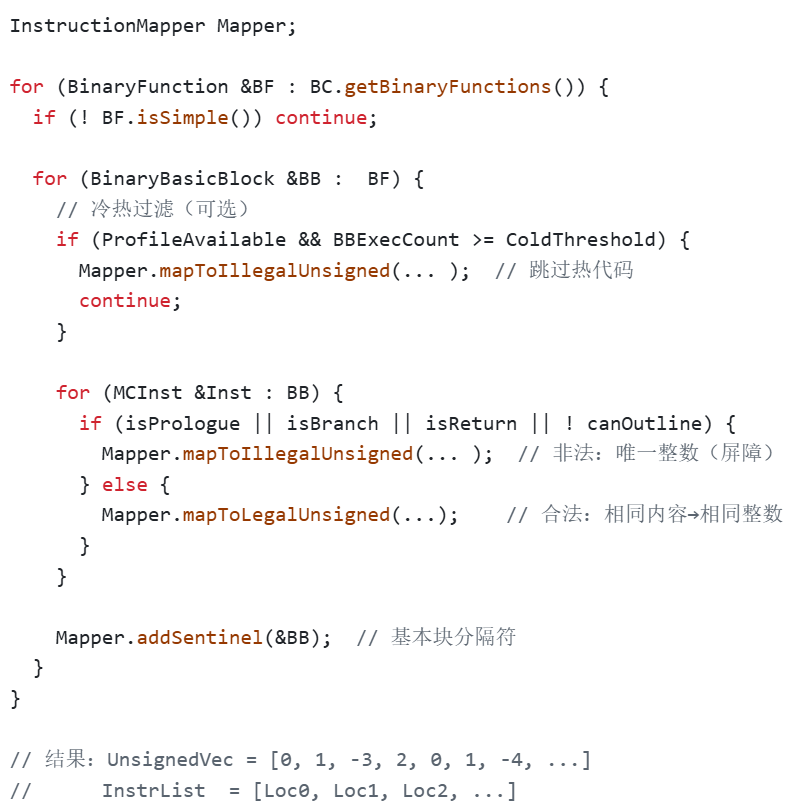 InstructionMapper Mapper;
for (BinaryFunction &BF : BC.getBinaryFunctions()) {
  if (! BF.isSimple()) continue;
  for (BinaryBasicBlock &BB :  BF) {
    // 冷热过滤（可选）
    if (ProfileAvailable && BBExecCount >= ColdThreshold) {
      Mapper.mapToIllegalUnsigned(... );  // 跳过热代码
      continue;
    }
    for (MCInst &Inst : BB) {
      if (isPrologue || isBranch || isReturn || ! canOutline) {
        Mapper.mapToIllegalUnsigned(... );  // 非法：唯一整数（屏障）
      } else {
        Mapper.mapToLegalUnsigned(...);    // 合法：相同内容→相同整数
      }
    }
    Mapper.addSentinel(&BB);  // 基本块分隔符
  }
}
// 结果：UnsignedVec = [0, 1, -3, 2, 0, 1, -4, ...]
//      InstrList  = [Loc0, Loc1, Loc2, ...]